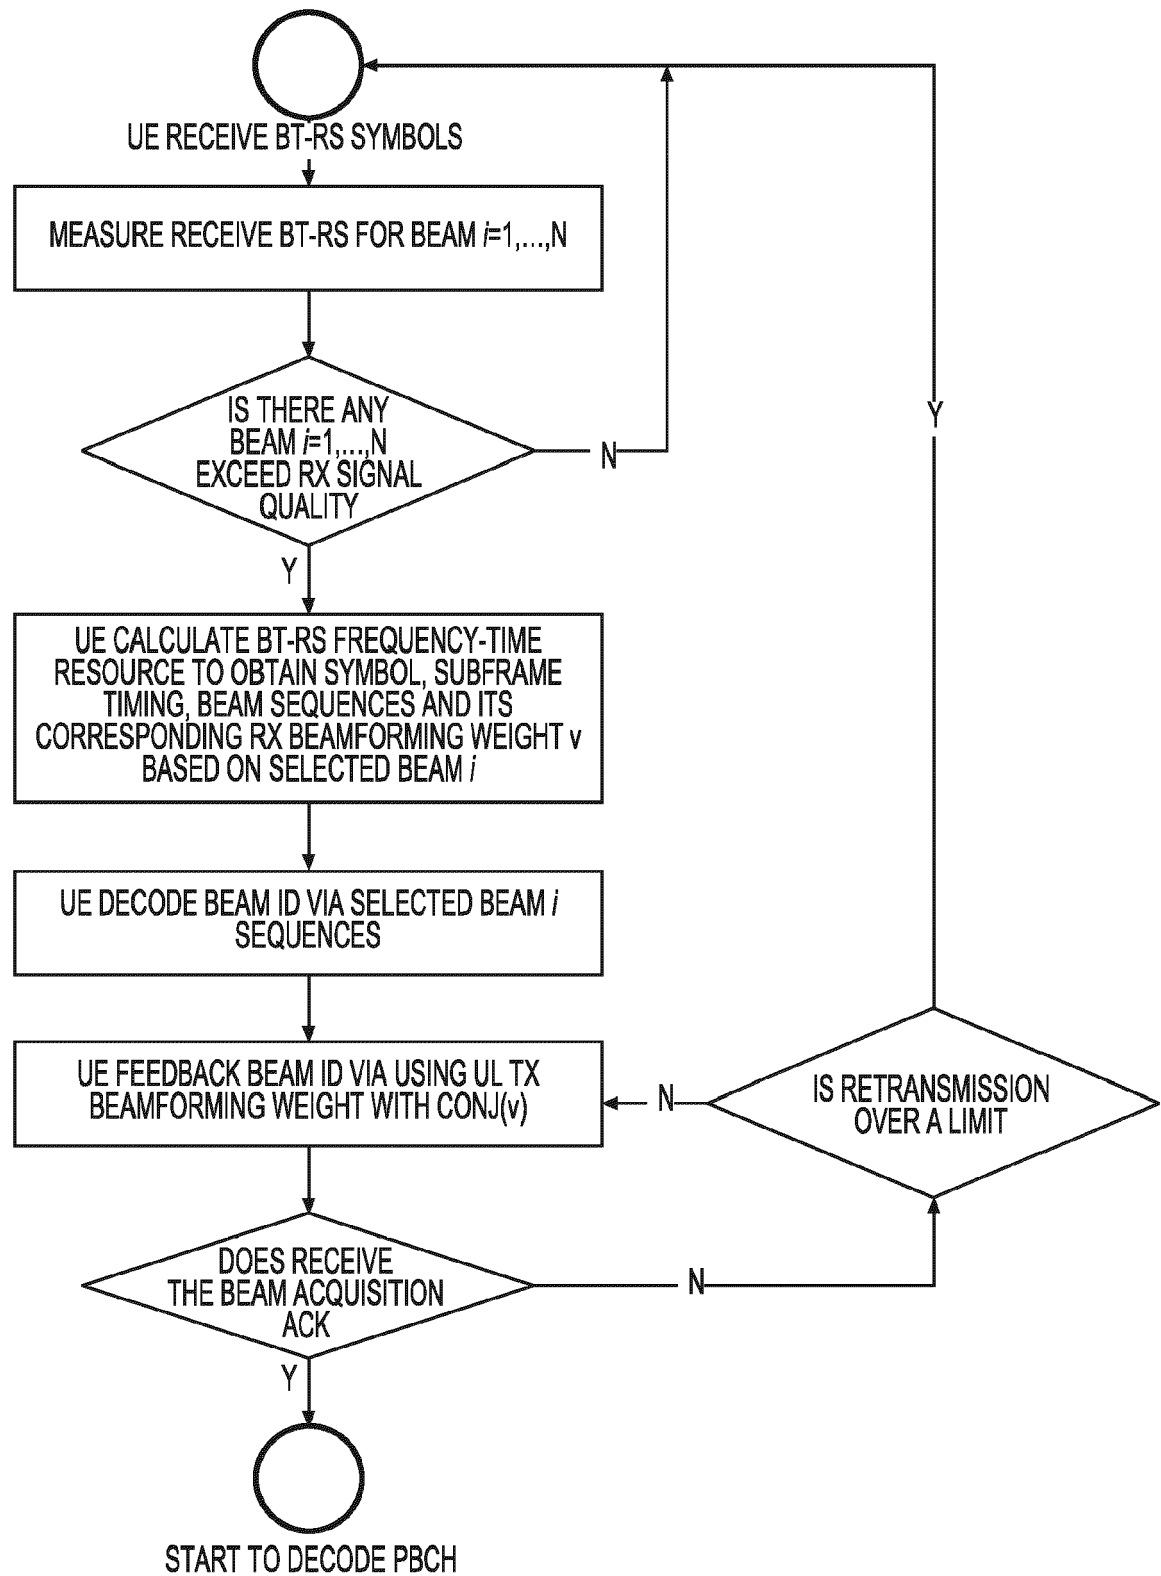 UE RECEIVE BT-RS SYMBOLS
MEASURE RECEIVE BT-RS FOR BEAM i=1,...,N
IS THERE ANY
BEAM i=1,...,N
EXCEED RX SIGNAL
QUALITY
N
Y
Y
UE CALCULATE BT-RS FREQUENCY-TIME
RESOURCE TO OBTAIN SYMBOL, SUBFRAME
TIMING, BEAM SEQUENCES AND ITS
CORRESPONDING RX BEAMFORMING WEIGHT v
BASED ON SELECTED BEAM i
UE DECODE BEAM ID VIA SELECTED BEAM i
SEQUENCES
UE FEEDBACK BEAM ID VIA USING UL TX
BEAMFORMING WEIGHT WITH CONJ(v)
N
IS RETRANSMISSION
OVER A LIMIT
DOES RECEIVE
THE BEAM ACQUISITION
ACK
N
Y
START TO DECODE PBCH